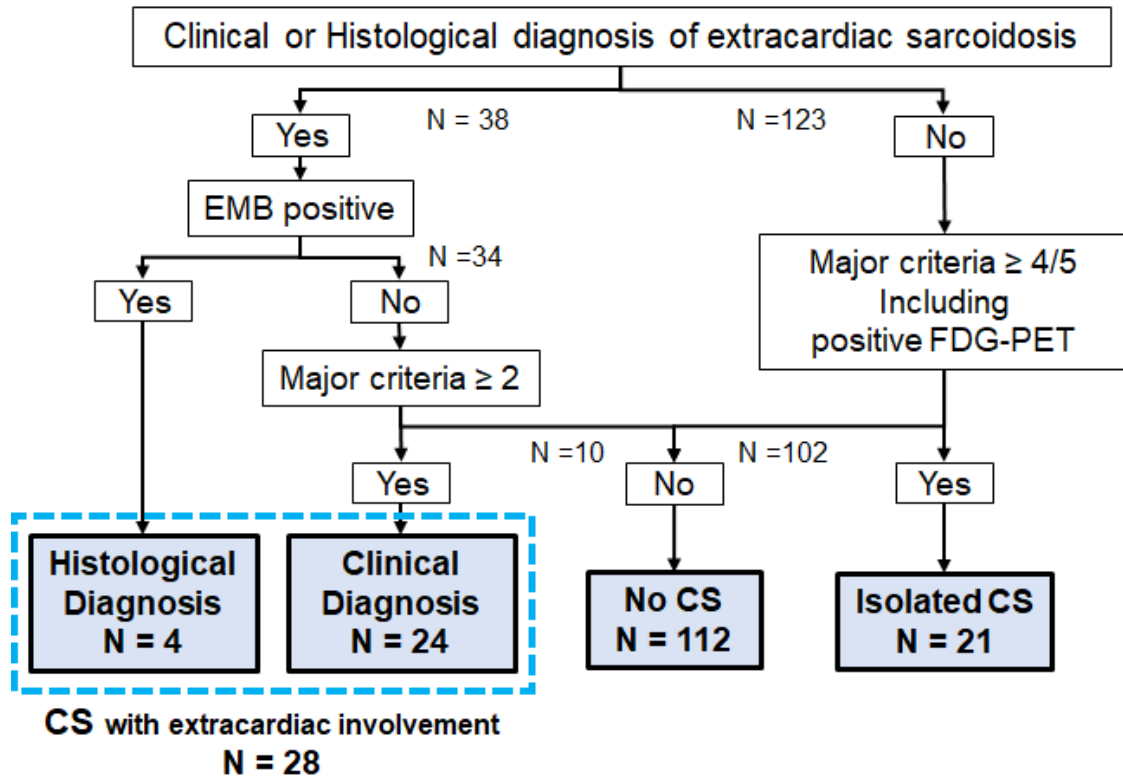 Clinical or Histological diagnosis of extracardiac sarcoidosis
N = 38
N =123
Yes
No
EMB positive
N =34
Major criteria ≥ 4/5
Including
positive FDG-PET
Yes
No
Major criteria ≥ 2
N =10
N =102
Yes
No
Yes
Histological
Diagnosis
N = 4
Clinical
Diagnosis
N = 24
No CS
N = 112
Isolated CS
N = 21
CS with extracardiac involvement
N = 28